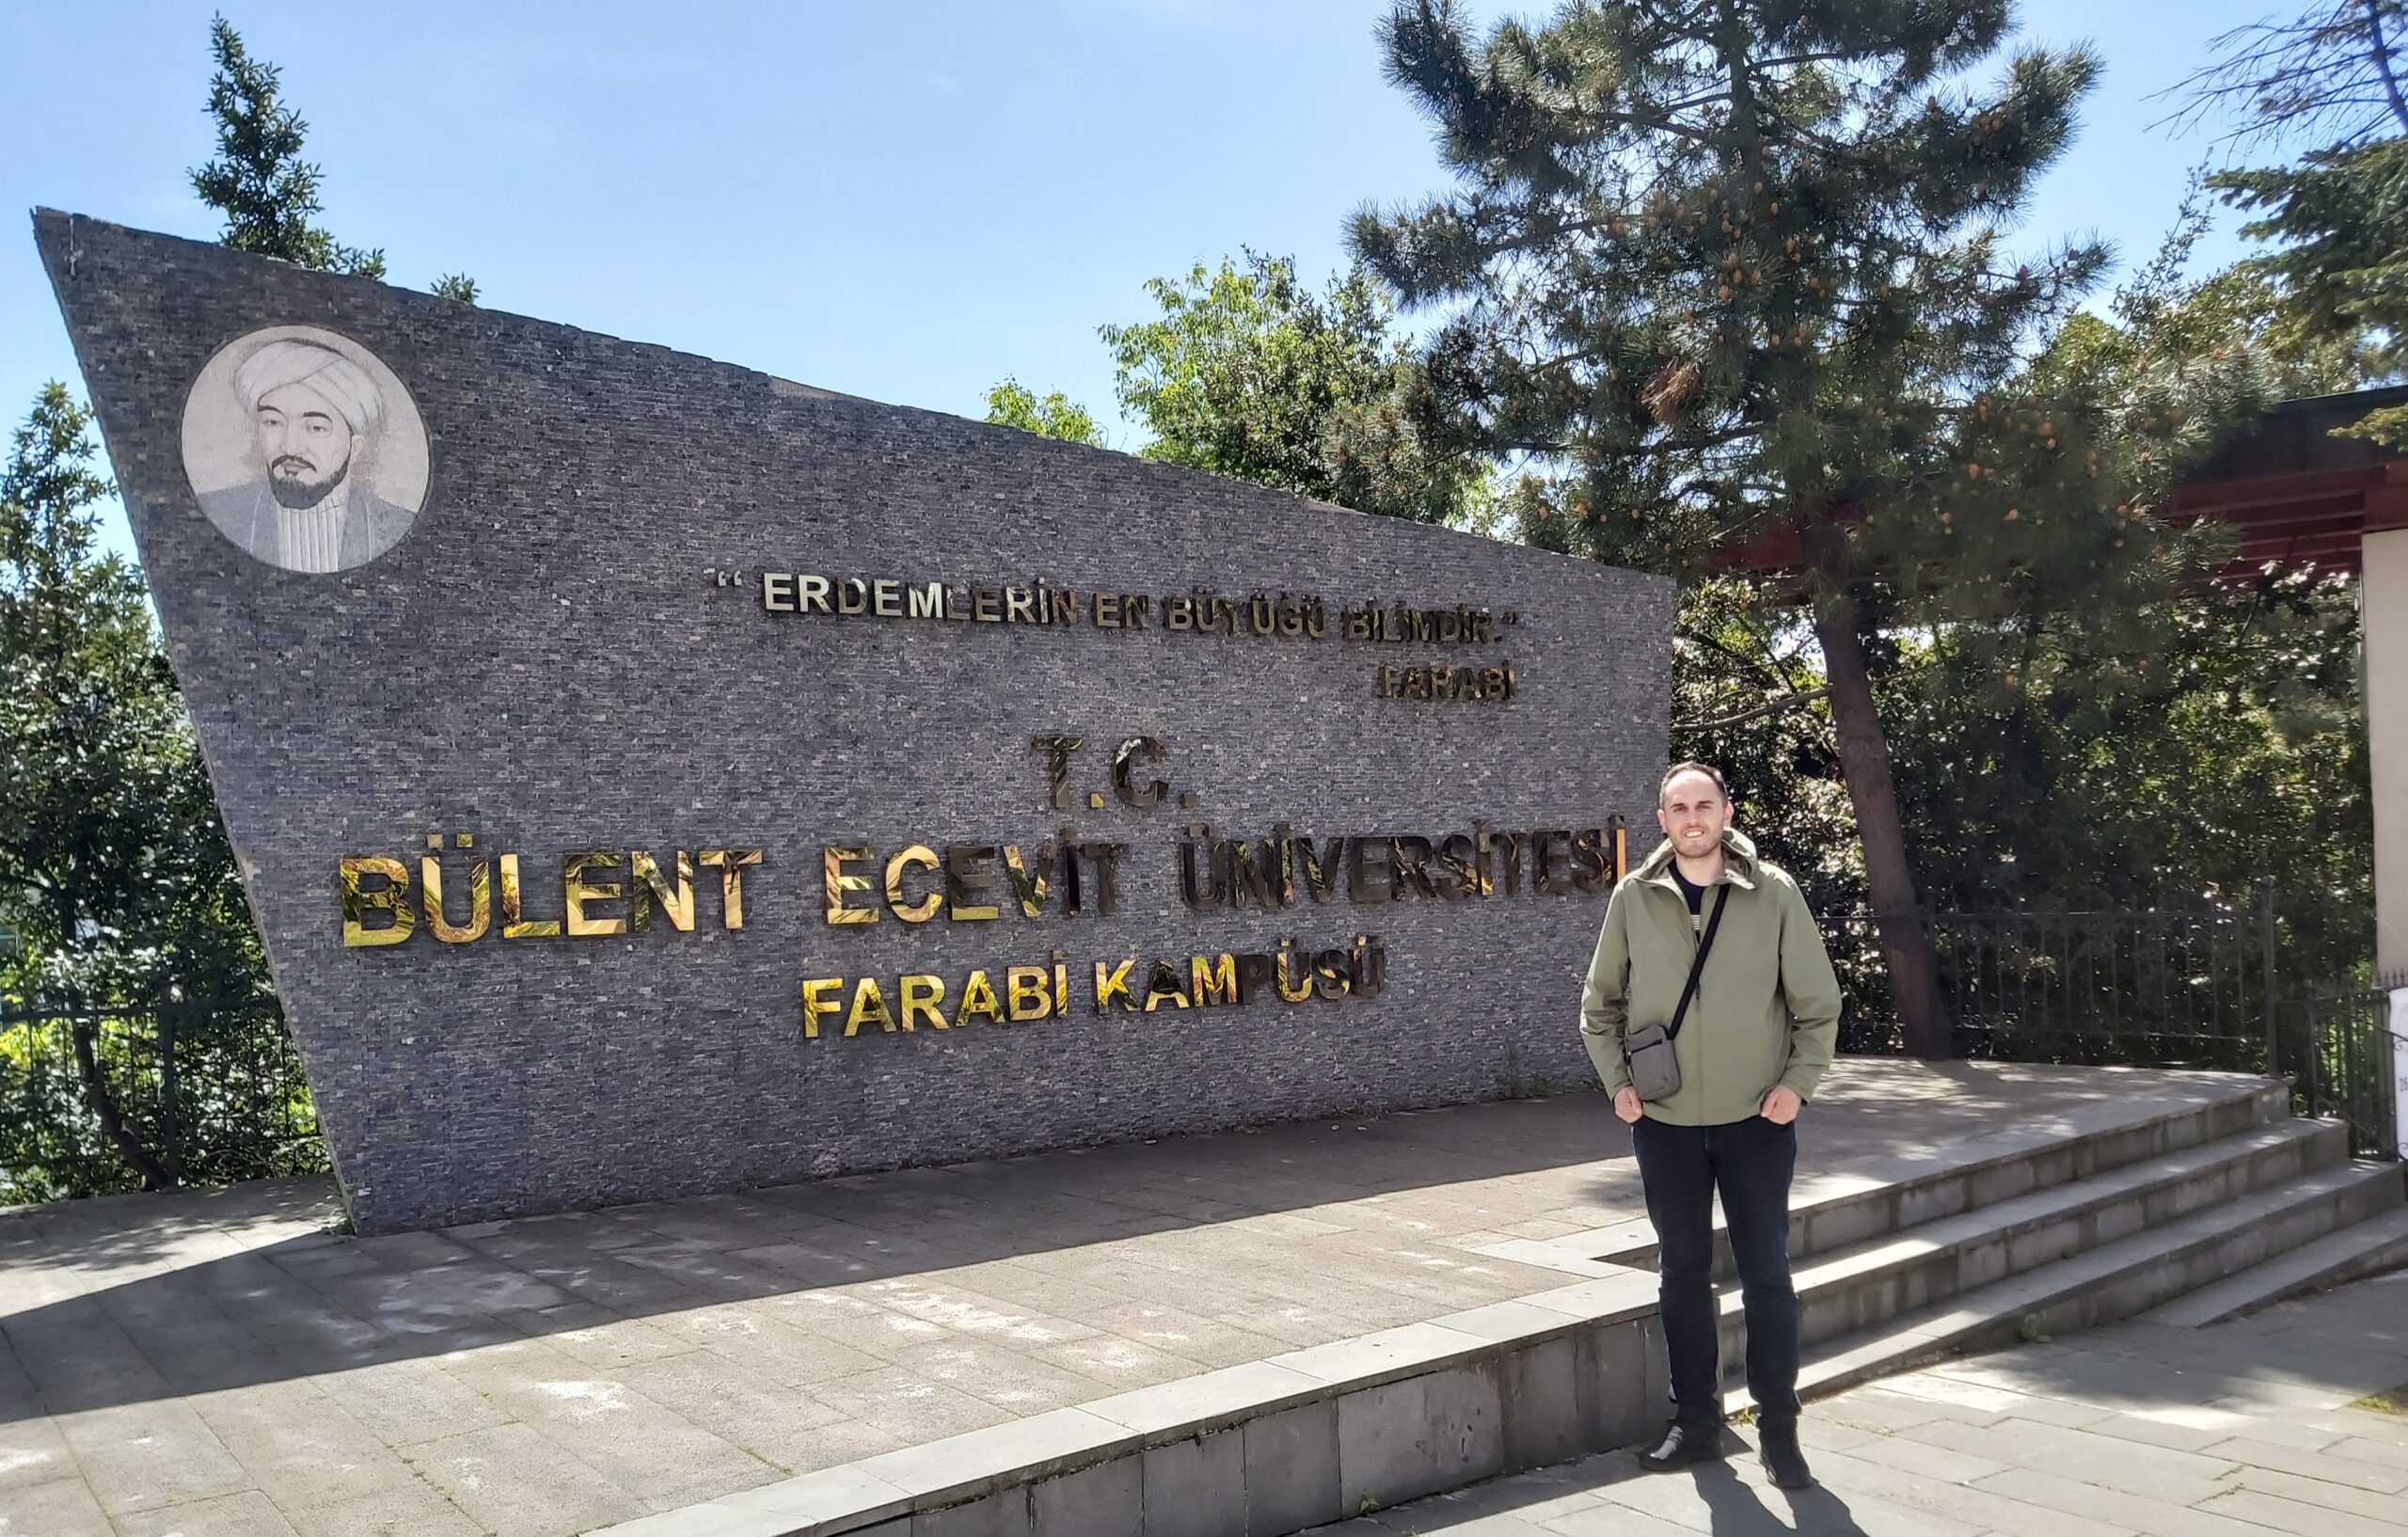 “ERDEMLERİN EN BÜYÜĞÜ BİLİMDİR.”
FARABİ
T.C.
BÜLENT ECEVİT ÜNİVERSİTESİ
FARABİ KAMPÜSÜ